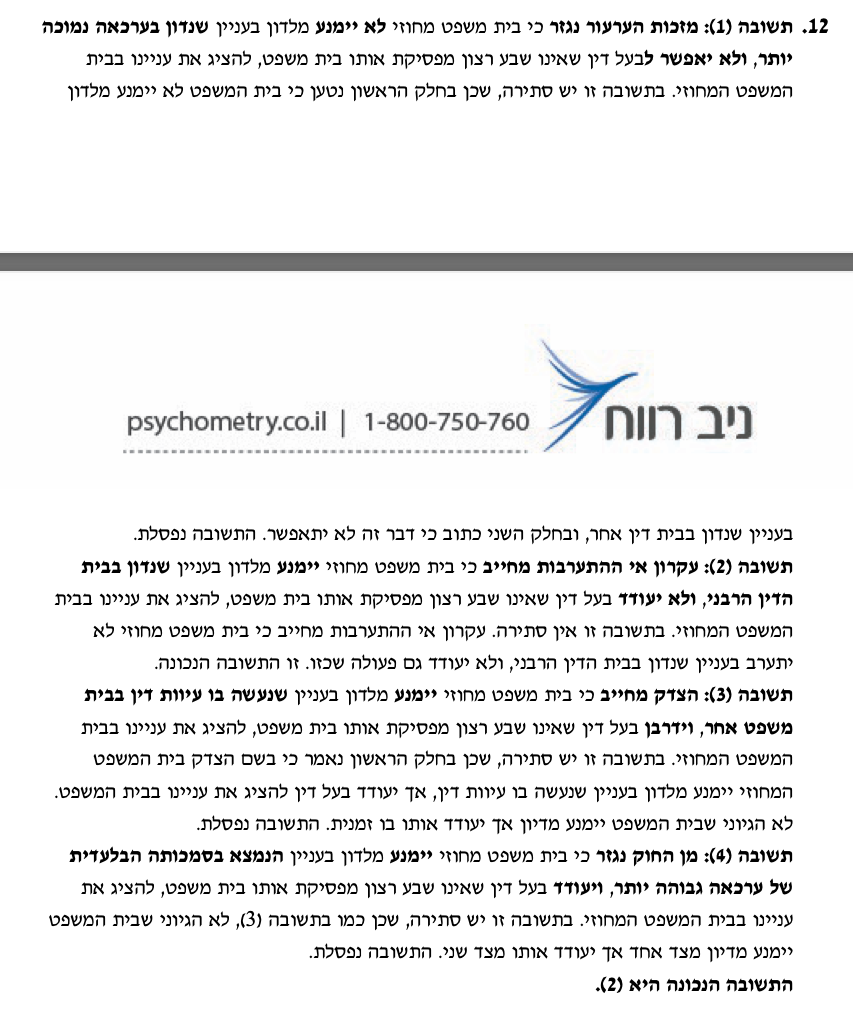 12. תשובה (1): מזכות הערעור נגזר כי בית משפט מחוזי לא יימנע מלדון בעניין שנדון בערכאה נמוכה
יותר, ולא יאפשר לבעל דין שאינו שבע רצון מפסיקת אותו בית משפט, להציג את עניינו בבית
המשפט המחוזי. בתשובה זו יש סתירה, שכן בחלק הראשון נטען כי בית המשפט לא יימנע מלדון
ניב רווח
psychometry.co.il | 1-800-750-760
בעניין שנדון בבית דין אחר, ובחלק השני כתוב כי דבר זה לא יתאפשר. התשובה נפסלת.
תשובה (2): עקרון אי ההתערבות מחייב כי בית משפט מחוזי יימנע מלדון בעניין שנדון בבית
הדין הרבני, ולא יעודד בעל דין שאינו שבע רצון מפסיקת אותו בית משפט, להציג את עניינו בבית
המשפט המחוזי. בתשובה זו אין סתירה. עקרון אי ההתערבות מחייב כי בית משפט מחוזי לא
יתערב בעניין שנדון בבית הדין הרבני, ולא יעודד גם פעולה שכזו. זו התשובה הנכונה.
תשובה (3): הצדק מחייב כי בית משפט מחוזי יימנע מלדון בעניין שנעשה בו עיוות דין בבית
משפט אחר, וידרבן בעל דין שאינו שבע רצון מפסיקת אותו בית משפט, להציג את עניינו בבית
המשפט המחוזי. בתשובה זו יש סתירה, שכן בחלק הראשון נאמר כי בשם הצדק בית המשפט
המחוזי יימנע מלדון בעניין שנעשה בו עיוות דין, אך יעודד בעל דין להציג את עניינו בבית המשפט.
לא הגיוני שבית המשפט יימנע מדיון אך יעודד אותו בו זמנית. התשובה נפסלת.
תשובה (4): מן החוק נגזר כי בית משפט מחוזי יימנע מלדון בעניין הנמצא בסמכותה הבלעדית
של ערכאה גבוהה יותר, ויעודד בעל דין שאינו שבע רצון מפסיקת אותו בית משפט, להציג את
עניינו בבית המשפט המחוזי. בתשובה זו יש סתירה, שכן כמו בתשובה (3), לא הגיוני שבית המשפט
יימנע מדיון מצד אחד אך יעודד אותו מצד שני. התשובה נפסלת.
התשובה הנכונה היא (2).